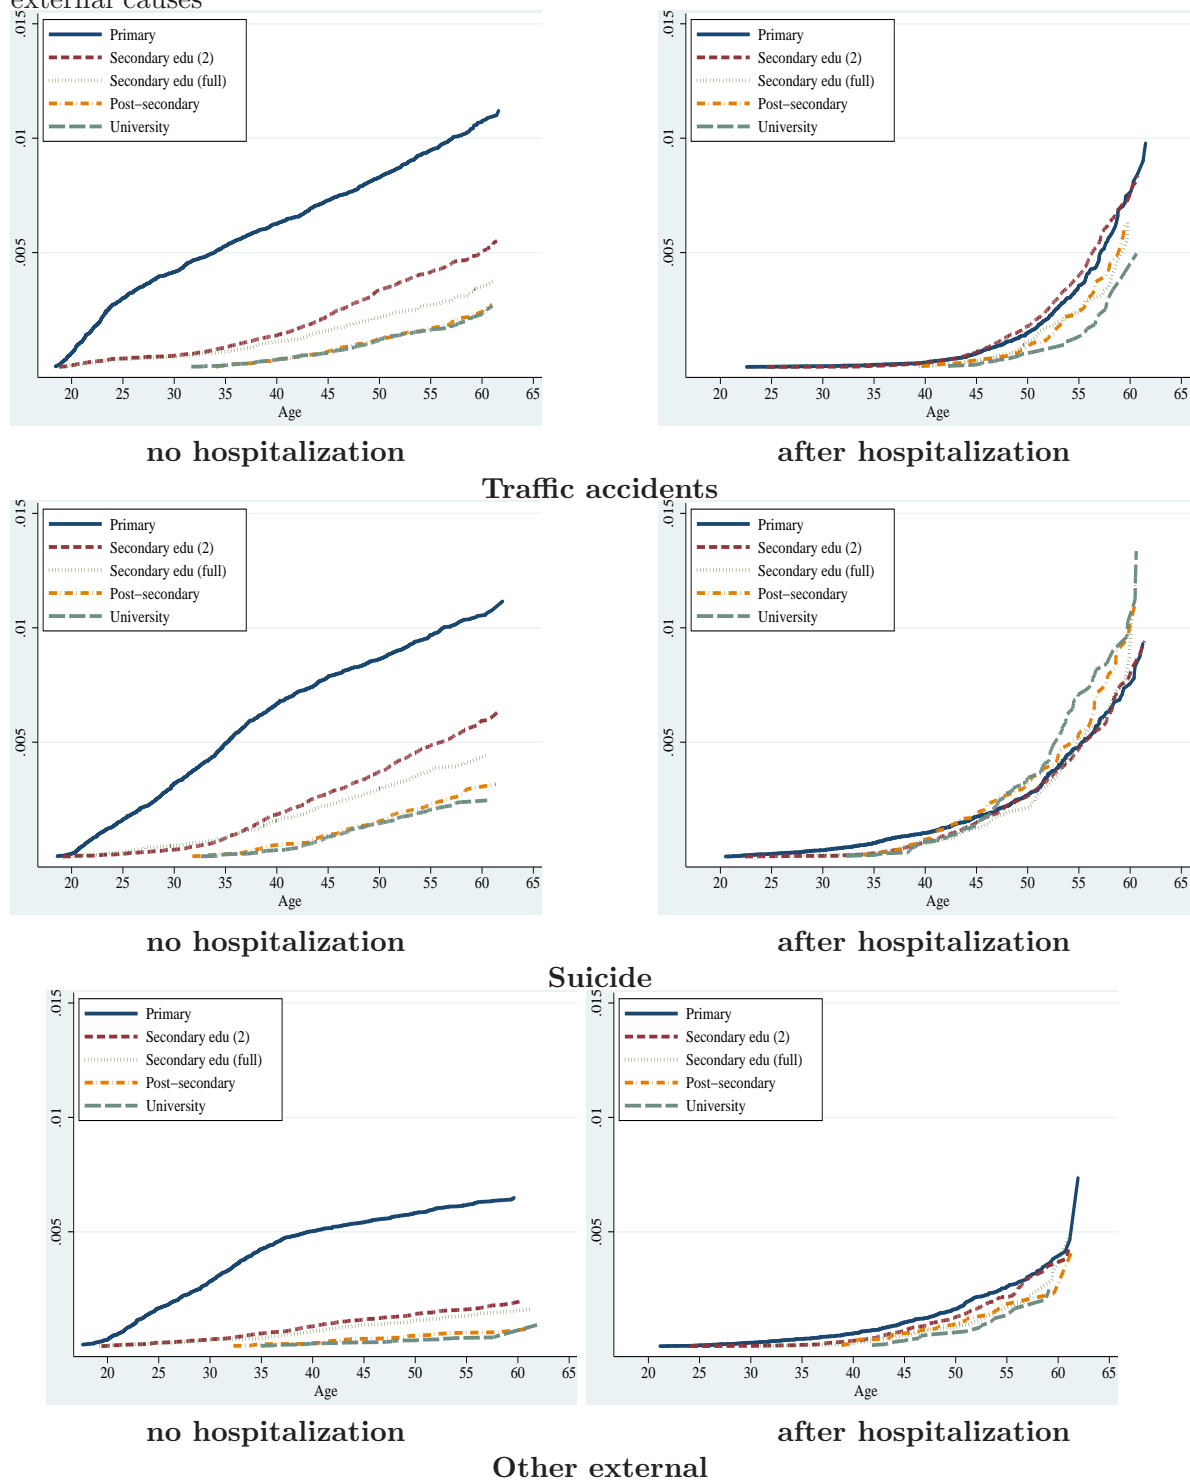 external causes
.015
.01
.005
Primary
Secondary edu (2)
Secondary edu (full)
Post-secondary
University
20 25 30 35 40 45 50 55 60 65
Age
.015
.01
.005
Primary
Secondary edu (2)
Secondary edu (full)
Post-secondary
University
20 25 30 35 40 45 50 55 60 65
Age
no hospitalization
after hospitalization
Traffic accidents
.015
.01
.005
Primary
Secondary edu (2)
Secondary edu (full)
Post-secondary
University
20 25 30 35 40 45 50 55 60 65
Age
.015
.01
.005
Primary
Secondary edu (2)
Secondary edu (full)
Post-secondary
University
20 25 30 35 40 45 50 55 60 65
Age
no hospitalization
after hospitalization
Suicide
.015
.01
.005
Primary
Secondary edu (2)
Secondary edu (full)
Post-secondary
University
20 25 30 35 40 45 50 55 60 65
Age
.015
.01
.005
Primary
Secondary edu (2)
Secondary edu (full)
Post-secondary
University
20 25 30 35 40 45 50 55 60 65
Age
no hospitalization
after hospitalization
Other external